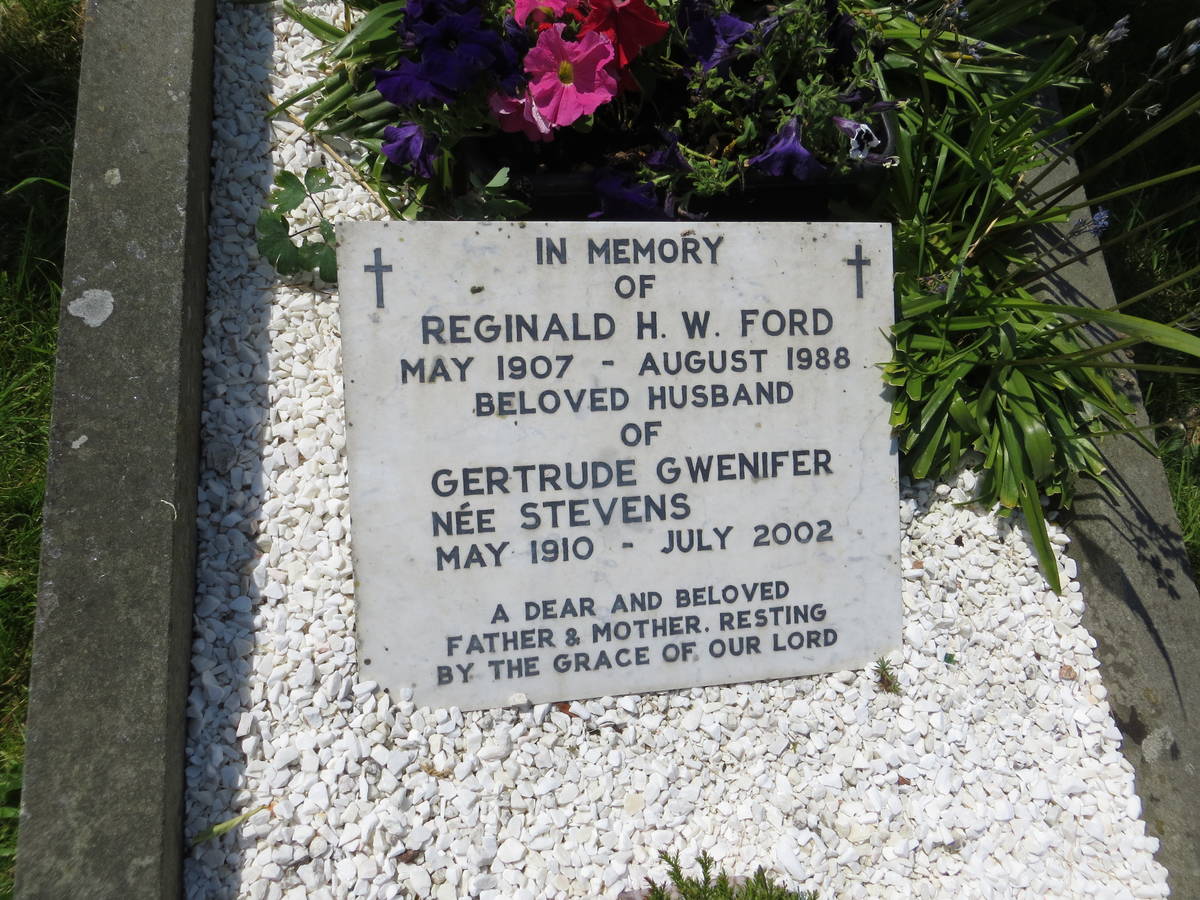 IN MEMORY
OF
REGINALD H. W. FORD
MAY 1907 - AUGUST 1988
BELOVED HUSBAND
OF
GERTRUDE GWENIFER
NÉE STEVENS
MAY 1910 - JULY 2002
A DEAR AND BELOVED
FATHER & MOTHER. RESTING
BY THE GRACE OF OUR LORD